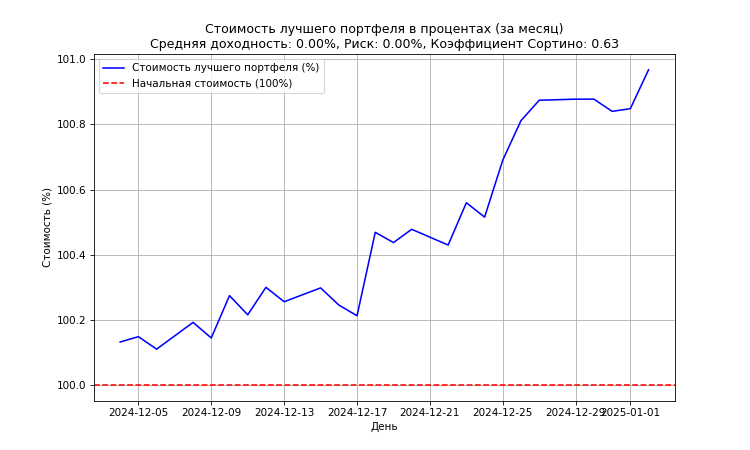 Стоимость лучшего портфеля в процентах (за месяц)
Средняя доходность: 0.00%, Риск: 0.00%, Коэффициент Сортино: 0.63
Стоимость лучшего портфеля (%)
Начальная стоимость (100%)
Стоимость (%)
101.0
100.8
100.6
100.4
100.2
100.0
2024-12-05 2024-12-09 2024-12-13 2024-12-17 2024-12-21 2024-12-25 2024-12-29 2025-01-01
День